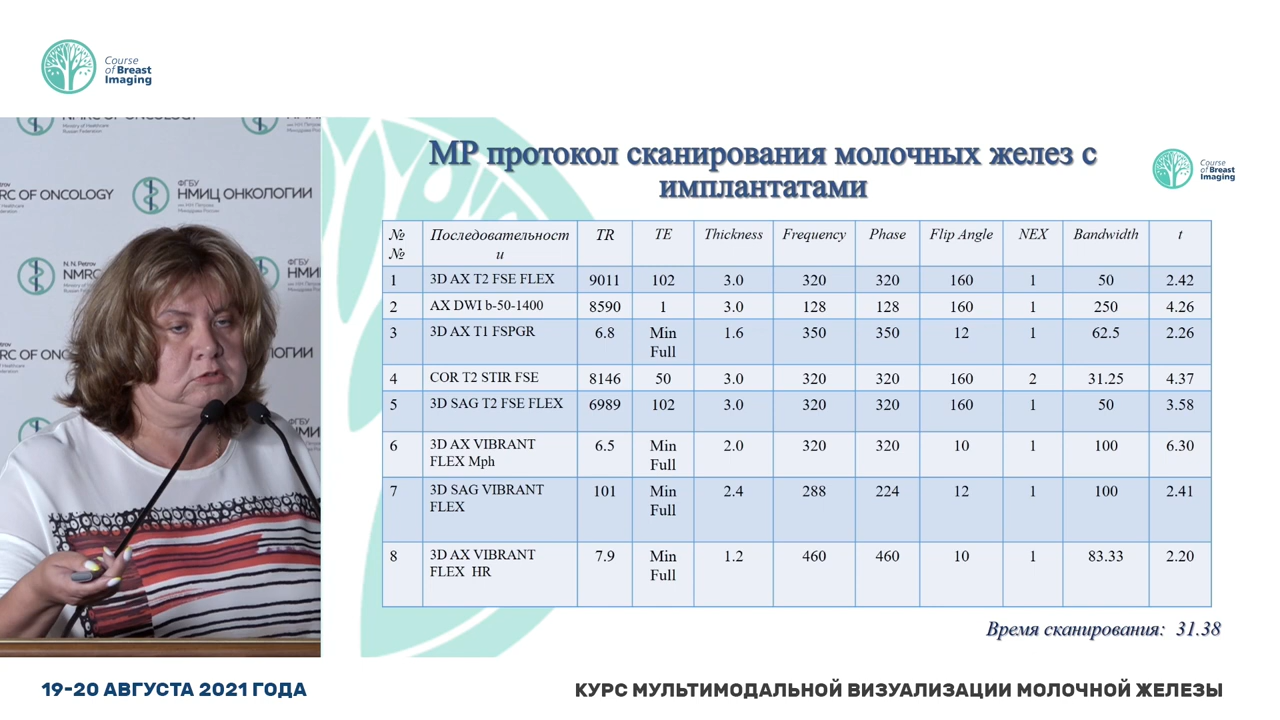 Course
of Breast
Imaging
RC OF ONCOLOGY
ФГБУ
НМИЦ ОНКОЛОГИИ
N.N. Petrov
NMRC
МР протокол сканирования молочных желез с
имплантатами
Course
of Breast
Imaging
№ № Последовательности TR TE Thickness Frequency Phase Flip Angle NEX Bandwidth t
1 3D AX T2 FSE FLEX 9011 102 3.0 320 320 160 1 50 2.42
2 AX DWI b-50-1400 8590 1 3.0 128 128 160 1 250 4.26
3 3D AX T1 FSPGR 6.8 Min Full 1.6 350 350 12 1 62.5 2.26
4 COR T2 STIR FSE 8146 50 3.0 320 320 160 2 31.25 4.37
5 3D SAG T2 FSE FLEX 6989 102 3.0 320 320 160 1 50 3.58
6 3D AX VIBRANT FLEX Mph 6.5 Min Full 2.0 320 320 10 1 100 6.30
7 3D SAG VIBRANT FLEX 101 Min Full 2.4 288 224 12 1 100 2.41
8 3D AX VIBRANT FLEX HR 7.9 Min Full 1.2 460 460 10 1 83.33 2.20
Время сканирования: 31.38
19-20 АВГУСТА 2021 ГОДА
КУРС МУЛЬТИМОДАЛЬНОЙ ВИЗУАЛИЗАЦИИ МОЛОЧНОЙ ЖЕЛЕЗЫ